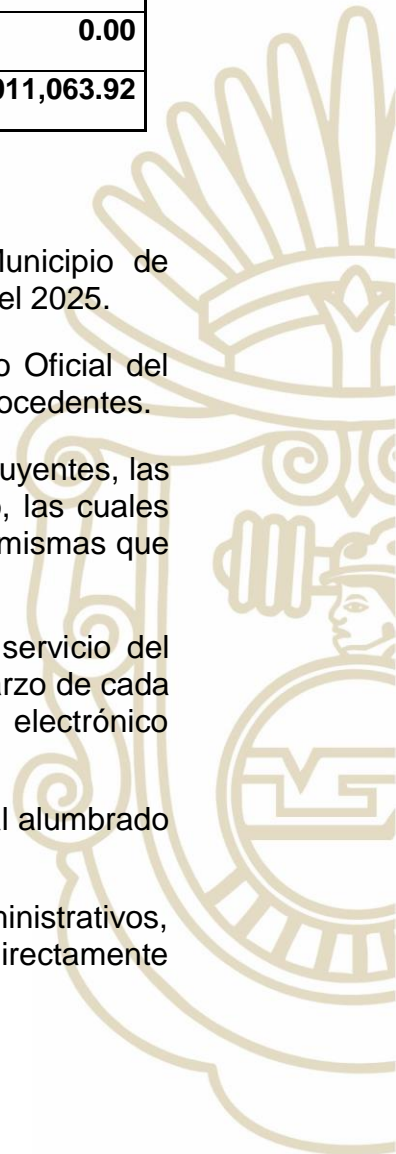 0.00
011,063.92
Municipio de
el 2025.
Oficial del
ocedentes.
uyentes, las
, las cuales
mismas que
servicio del
arzo de cada
electrónico
l alumbrado
ministrativos,
directamente